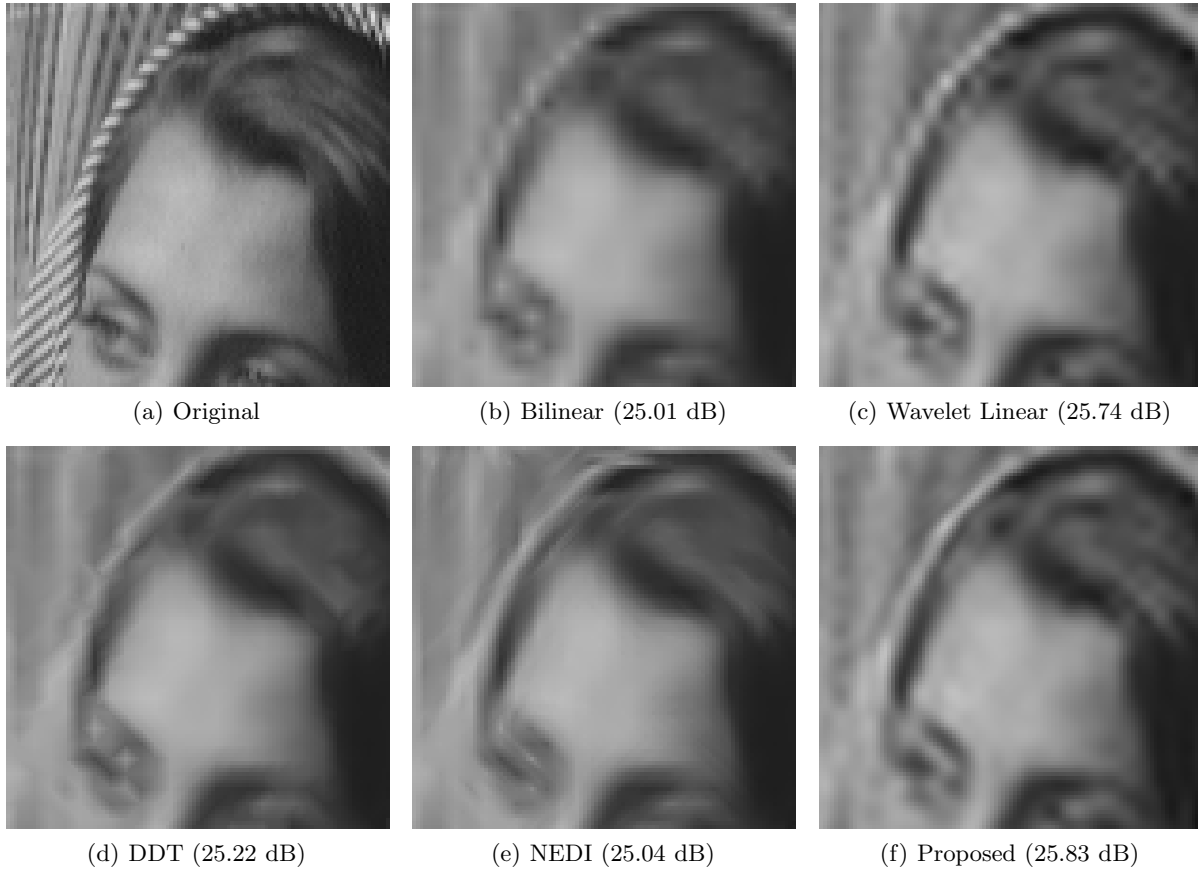 (a) Original
(b) Bilinear (25.01 dB)
(c) Wavelet Linear (25.74 dB)
(d) DDT (25.22 dB)
(e) NEDI (25.04 dB)
(f) Proposed (25.83 dB)